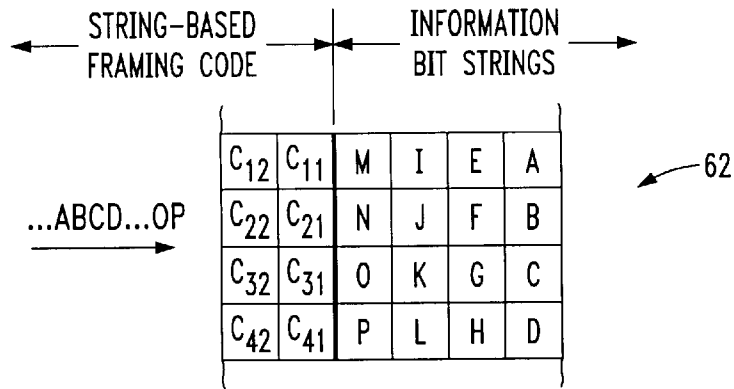 STRING-BASED
FRAMING CODE
INFORMATION
BIT STRINGS
C12 C11 M I E A
62
...ABCD...OP
C22 C21 N J F B
C32 C31 O K G C
C42 C41 P L H D